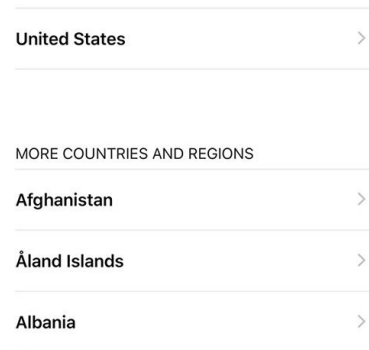 United States
MORE COUNTRIES AND REGIONS
Afghanistan
Åland Islands
Albania